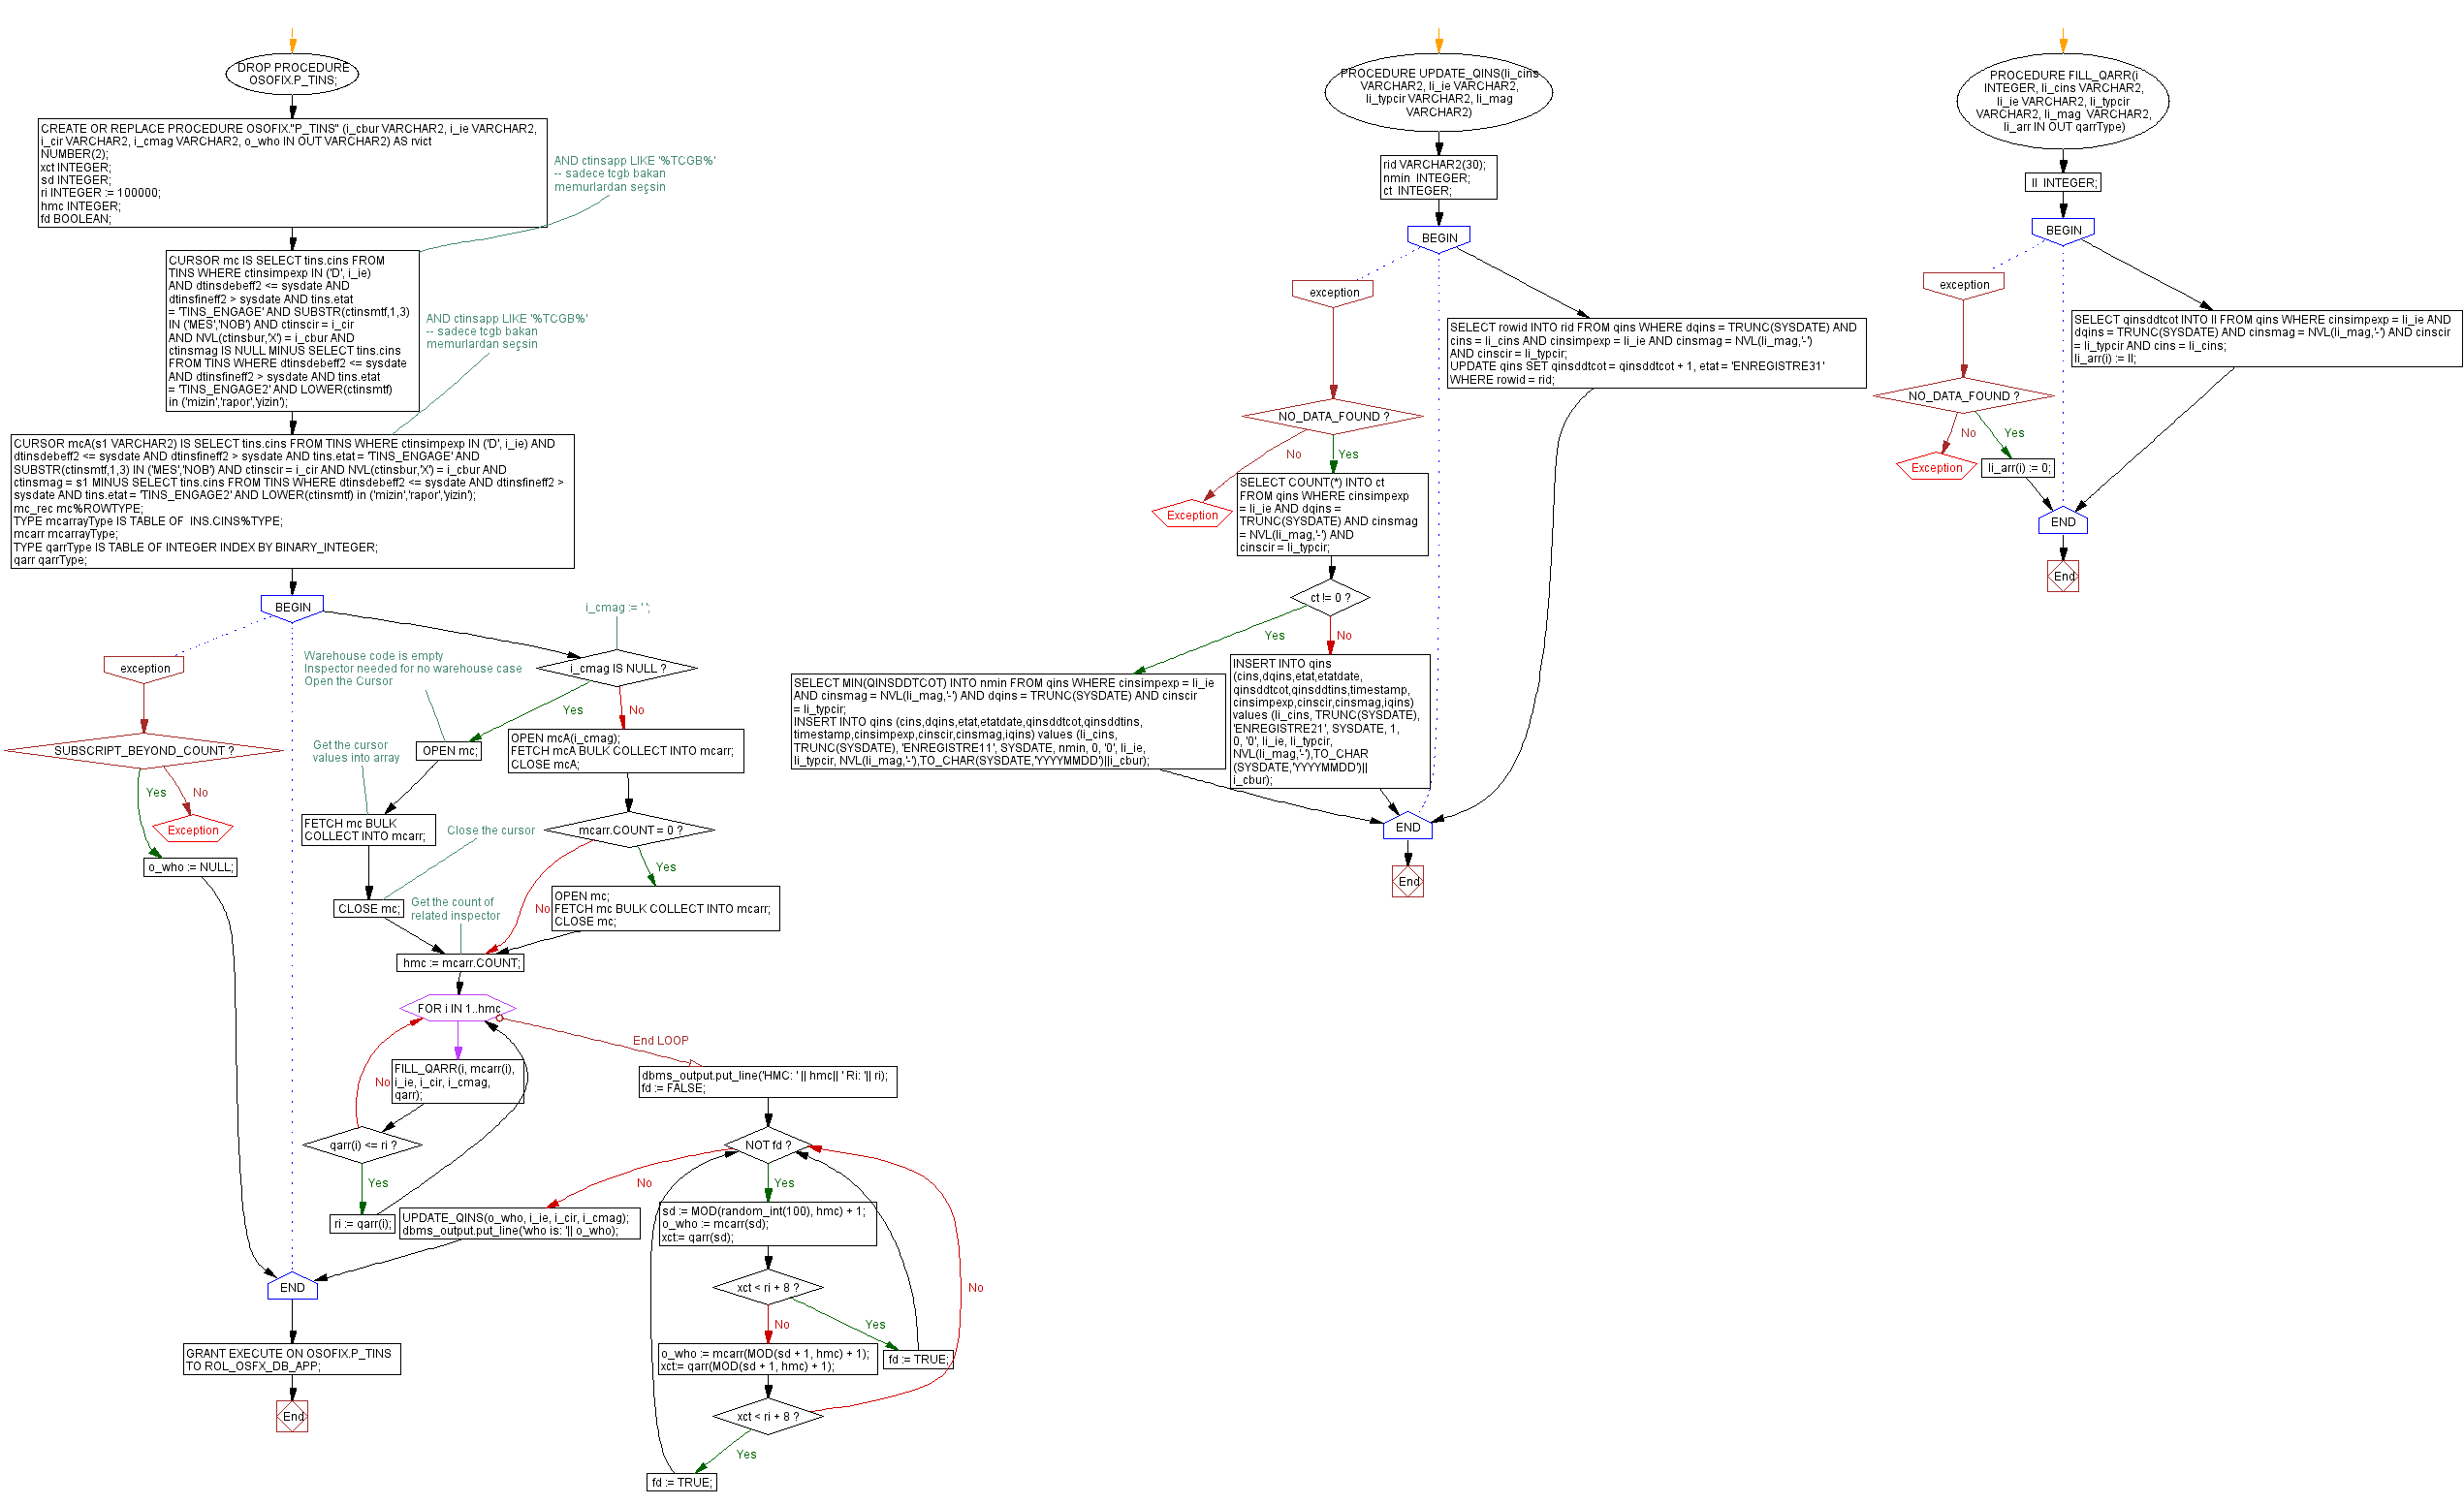 DROP PROCEDURE
OSOFIX.P_TINS;
CREATE OR REPLACE PROCEDURE OSOFIX."P_TINS" (i_cbur VARCHAR2, i_ie VARCHAR2,
i_cir VARCHAR2, i_cmag VARCHAR2, o_who IN OUT VARCHAR2) AS rvict
NUMBER(2);
xct INTEGER;
sd INTEGER;
ri INTEGER := 100000;
hmc INTEGER;
fd BOOLEAN;
AND ctinsapp LIKE '%TCGB%'
-- sadece tcgb bakan
memurlardan seçsin
CURSOR mc IS SELECT tins.cins FROM
TINS WHERE ctinsimpexp IN ('D', i_ie)
AND dtinsdebeff2 <= sysdate AND
dtinsfineff2 > sysdate AND tins.etat
= 'TINS_ENGAGE' AND SUBSTR(ctinsmtf,1,3)
IN ('MES','NOB') AND ctinscir = i_cir
AND NVL(ctinsbur,'X') = i_cbur AND
ctinsmag IS NULL MINUS SELECT tins.cins
FROM TINS WHERE dtinsdebeff2 <= sysdate
AND dtinsfineff2 > sysdate AND tins.etat
= 'TINS_ENGAGE2' AND LOWER(ctinsmtf)
in ('mizin','rapor','yizin');
AND ctinsapp LIKE '%TCGB%'
-- sadece tcgb bakan
memurlardan seçsin
CURSOR mcA(s1 VARCHAR2) IS SELECT tins.cins FROM TINS WHERE ctinsimpexp IN ('D', i_ie) AND
dtinsdebeff2 <= sysdate AND dtinsfineff2 > sysdate AND tins.etat = 'TINS_ENGAGE' AND
SUBSTR(ctinsmtf,1,3) IN ('MES','NOB') AND ctinscir = i_cir AND NVL(ctinsbur,'X') = i_cbur AND
ctinsmag = s1 MINUS SELECT tins.cins FROM TINS WHERE dtinsdebeff2 <= sysdate AND dtinsfineff2 >
sysdate AND tins.etat = 'TINS_ENGAGE2' AND LOWER(ctinsmtf) in ('mizin','rapor','yizin');
mc_rec mc%ROWTYPE;
TYPE mcarrayType IS TABLE OF  INS.CINS%TYPE;
mcarr mcarrayType;
TYPE qarrType IS TABLE OF INTEGER INDEX BY BINARY_INTEGER;
qarr qarrType;
BEGIN
exception
SUBSCRIPT_BEYOND_COUNT ?
Yes
No
Exception
o_who := NULL;
i_cmag := ' ';
i_cmag IS NULL ?
Warehouse code is empty
Inspector needed for no warehouse case
Open the Cursor
Yes
No
OPEN mc;
OPEN mcA(i_cmag);
FETCH mcA BULK COLLECT INTO mcarr;
CLOSE mcA;
Get the cursor
values into array
FETCH mc BULK
COLLECT INTO mcarr;
mcarr.COUNT = 0 ?
Close the cursor
Yes
No
CLOSE mc;
OPEN mc;
FETCH mc BULK COLLECT INTO mcarr;
CLOSE mc;
Get the count of
related inspector
hmc := mcarr.COUNT;
FOR i IN 1..hmc
End LOOP
FILL_QARR(i, mcarr(i),
i_ie, i_cir, i_cmag,
qarr);
No
qarr(i) <= ri ?
Yes
ri := qarr(i);
dbms_output.put_line('HMC: ' || hmc|| ' Ri: '|| ri);
fd := FALSE;
NOT fd ?
No
Yes
UPDATE_QINS(o_who, i_ie, i_cir, i_cmag);
dbms_output.put_line('who is: '|| o_who);
sd := MOD(random_int(100), hmc) + 1;
o_who := mcarr(sd);
xct:= qarr(sd);
xct < ri + 8 ?
No
Yes
No
fd := TRUE;
o_who := mcarr(MOD(sd + 1, hmc) + 1);
xct:= qarr(MOD(sd + 1, hmc) + 1);
xct < ri + 8 ?
Yes
fd := TRUE;
END
GRANT EXECUTE ON OSOFIX.P_TINS
TO ROL_OSFX_DB_APP;
End
PROCEDURE UPDATE_QINS(li_cins
VARCHAR2, li_ie VARCHAR2,
li_typcir VARCHAR2, li_mag
VARCHAR2)
rid VARCHAR2(30);
nmin  INTEGER;
ct  INTEGER;
BEGIN
exception
SELECT rowid INTO rid FROM qins WHERE dqins = TRUNC(SYSDATE) AND
cins = li_cins AND cinsimpexp = li_ie AND cinsmag = NVL(li_mag,'-')
AND cinscir = li_typcir;
UPDATE qins SET qinsddtcot = qinsddtcot + 1, etat = 'ENREGISTRE31'
WHERE rowid = rid;
NO_DATA_FOUND ?
No
Yes
Exception
SELECT COUNT(*) INTO ct
FROM qins WHERE cinsimpexp
= li_ie AND dqins =
TRUNC(SYSDATE) AND cinsmag
= NVL(li_mag,'-') AND
cinscir = li_typcir;
ct != 0 ?
Yes
No
SELECT MIN(QINSDDTCOT) INTO nmin FROM qins WHERE cinsimpexp = li_ie
AND cinsmag = NVL(li_mag,'-') AND dqins = TRUNC(SYSDATE) AND cinscir
= li_typcir;
INSERT INTO qins (cins,dqins,etat,etatdate,qinsddtcot,qinsddtins,
timestamp,cinsimpexp,cinscir,cinsmag,iqins) values (li_cins,
TRUNC(SYSDATE), 'ENREGISTRE11', SYSDATE, nmin, 0, '0', li_ie,
li_typcir, NVL(li_mag,'-'),TO_CHAR(SYSDATE,'YYYYMMDD')||i_cbur);
INSERT INTO qins
(cins,dqins,etat,etatdate,
qinsddtcot,qinsddtins,timestamp,
cinsimpexp,cinscir,cinsmag,iqins)
values (li_cins, TRUNC(SYSDATE),
'ENREGISTRE21', SYSDATE, 1,
0, '0', li_ie, li_typcir,
NVL(li_mag,'-'),TO_CHAR
(SYSDATE,'YYYYMMDD')||
i_cbur);
END
End
PROCEDURE FILL_QARR(i
INTEGER, li_cins VARCHAR2,
li_ie VARCHAR2, li_typcir
VARCHAR2, li_mag  VARCHAR2,
li_arr IN OUT qarrType)
ll  INTEGER;
BEGIN
exception
SELECT qinsddtcot INTO ll FROM qins WHERE cinsimpexp = li_ie AND
dqins = TRUNC(SYSDATE) AND cinsmag = NVL(li_mag,'-') AND cinscir
= li_typcir AND cins = li_cins;
li_arr(i) := ll;
NO_DATA_FOUND ?
No
Yes
Exception
li_arr(i) := 0;
END
End